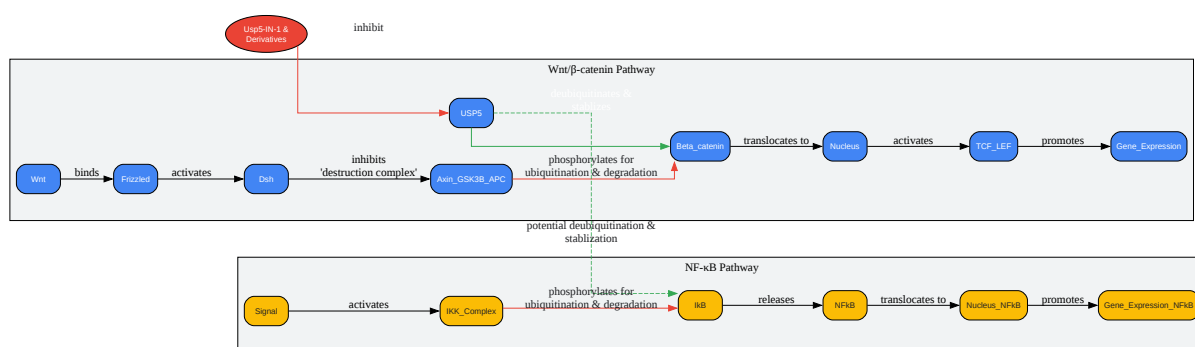 Usp5-IN-1 &
Derivatives
inhibit
Wnt/β-catenin Pathway
deubiquitinates &
stablizes
USP5
Beta_catenin
translocates to
Nucleus
activates
TCF_LEF
promotes
Gene_Expression
Wnt
binds
Frizzled
activates
Dsh
inhibits
'destruction complex'
Axin_GSK3B_APC
phosphorylates for
ubiquitination & degradation
potential deubiquitination &
stablization
NF-κB Pathway
Signal
activates
IKK_Complex
phosphorylates for
ubiquitination & degradation
IkB
releases
NFkB
translocates to
Nucleus_NFkB
promotes
Gene_Expression_NFkB